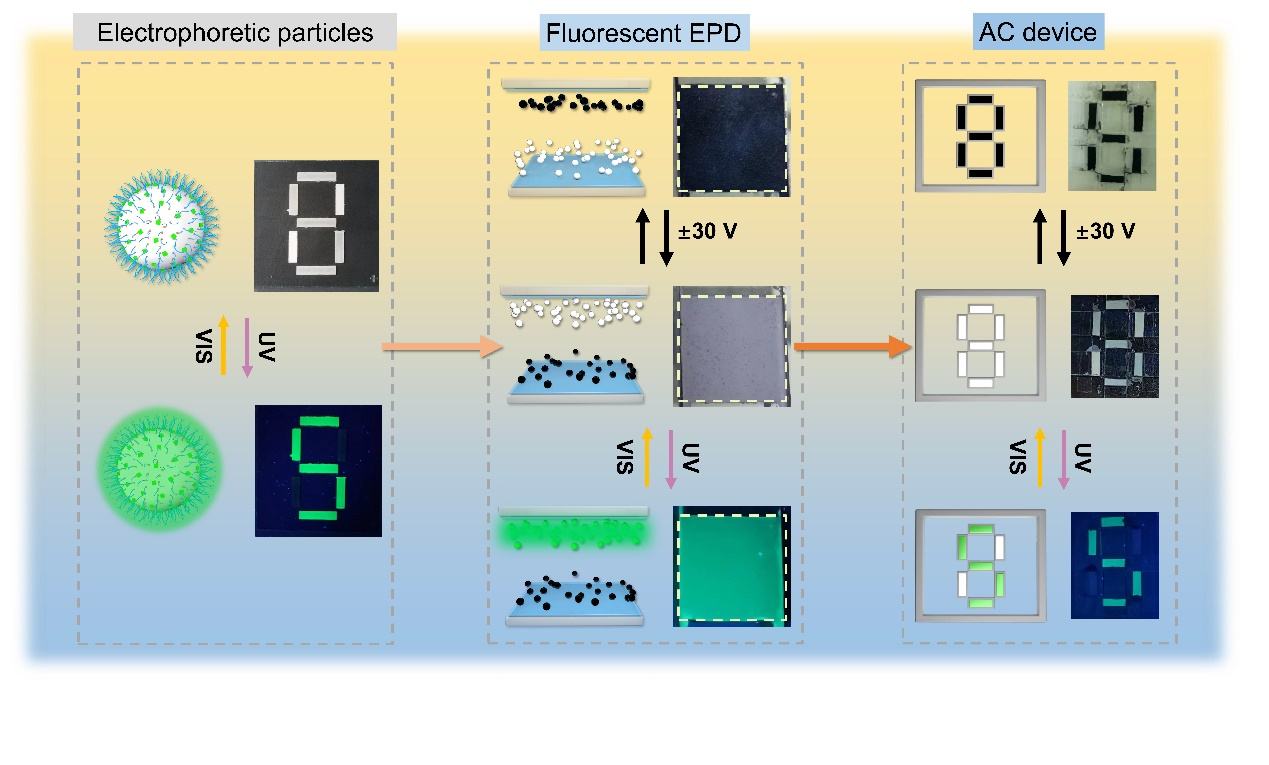 Electrophoretic particles
Fluorescent EPD
AC device
±30 V
±30 V
VIS
UV
VIS
UV
VIS
UV